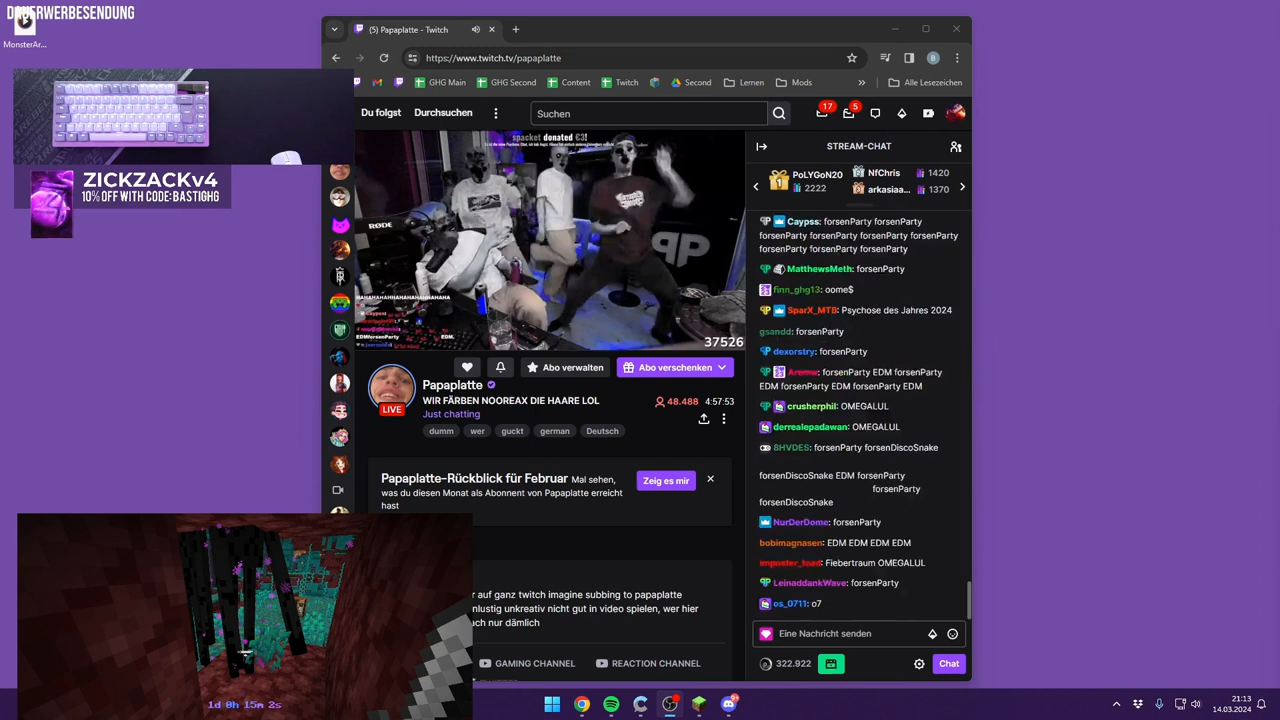 DAUERWERBESENDUNG
MonsterAr...
ZICKZACKv4
10% OFF WITH CODE: BASTIGHG
1d 0h 15m 2s
(5) Papaplatte - Twitch
https://www.twitch.tv/papaplatte
GHG Main
GHG Second
Content
Twitch
Second
Lernen
Mods
Alle Lesezeichen
Du folgst
Durchsuchen
Suchen
17
5
spacket donated €3!
RØDE
37526
LIVE
Abo verwalten
Abo verschenken
Papaplatte
WIR FÄRBEN NOOREAX DIE HAARE LOL
Just chatting
48.488
4:57:53
dumm
wer
guckt
german
Deutsch
Papaplatte-Rückblick für Februar Mal sehen,
was du diesen Monat als Abonnent von Papaplatte erreicht
hast
Zeig es mir
r auf ganz twitch imagine subbing to papaplatte
nlustig unkreativ nicht gut in video spielen, wer hier
ach nur dämlich
GAMING CHANNEL
REACTION CHANNEL
STREAM-CHAT
1 PoLYGoN20
2222
NfChris 1420
arkasiaa... 1370
Caypss: forsenParty forsenParty
forsenParty forsenParty forsenParty forsenParty
forsenParty forsenParty forsenParty
MatthewsMeth: forsenParty
finn_ghg13: oome$
SparX_MTB: Psychose des Jahres 2024
gsandd: forsenParty
dexorstry: forsenParty
forsenParty EDM forsenParty
EDM forsenParty EDM forsenParty EDM
crusherphil: OMEGALUL
derrealepadawan: OMEGALUL
8HVDES: forsenParty forsenDiscoSnake
forsenDiscoSnake EDM forsenParty
forsenParty
forsenDiscoSnake
NurDerDome: forsenParty
bobimagnasen: EDM EDM EDM EDM
imposter_toad: Fiebertraum OMEGALUL
LeinaddankWave: forsenParty
os_0711: o7
Eine Nachricht senden
322.922
Chat
21:13
14.03.2024